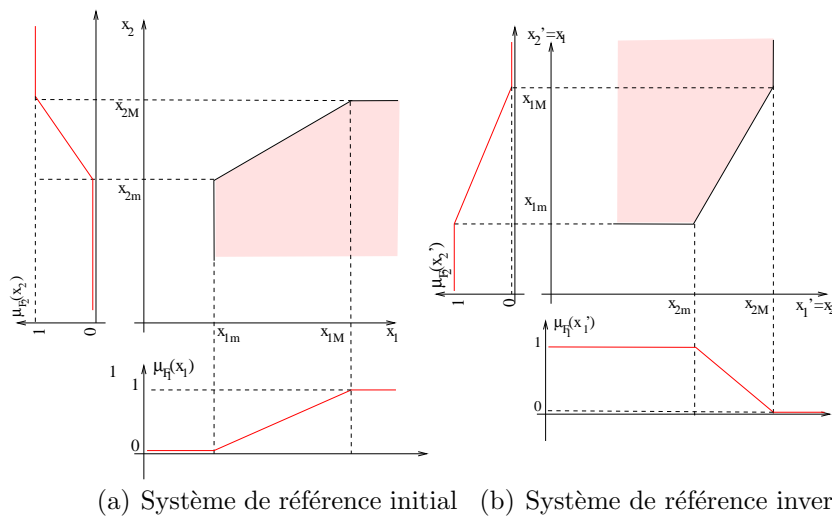 x2
x2M
x2m
μF2(x2)
1
0
x1m
x1M
x1
1
μF1(x1)
1
0
x2'=x1
x1M
x1m
μF2(x2')
1
0
x2m
x2M
x1'=x2
μF1(x1')
1
0
(a) Système de référence initial
(b) Système de référence inver